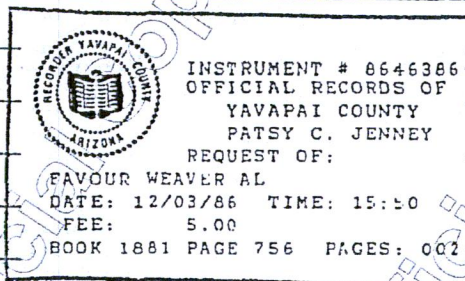 RECORDER YAVAPAI COUNTY
ARIZONA
INSTRUMENT # 8646386
OFFICIAL RECORDS OF
YAVAPAI COUNTY
PATSY C. JENNEY
REQUEST OF:
FAVOUR WEAVER AL
DATE: 12/03/86 TIME:
FEE: 5.00
BOOK 1881 PAGE 756 PAGES: 002